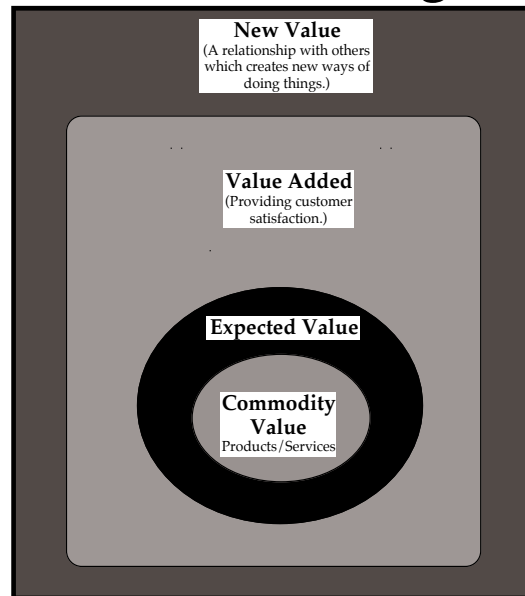 New Value
(A relationship with others
which creates new ways of
doing things.)
Value Added
(Providing customer
satisfaction.)
Expected Value
Commodity
Value
Products/Services